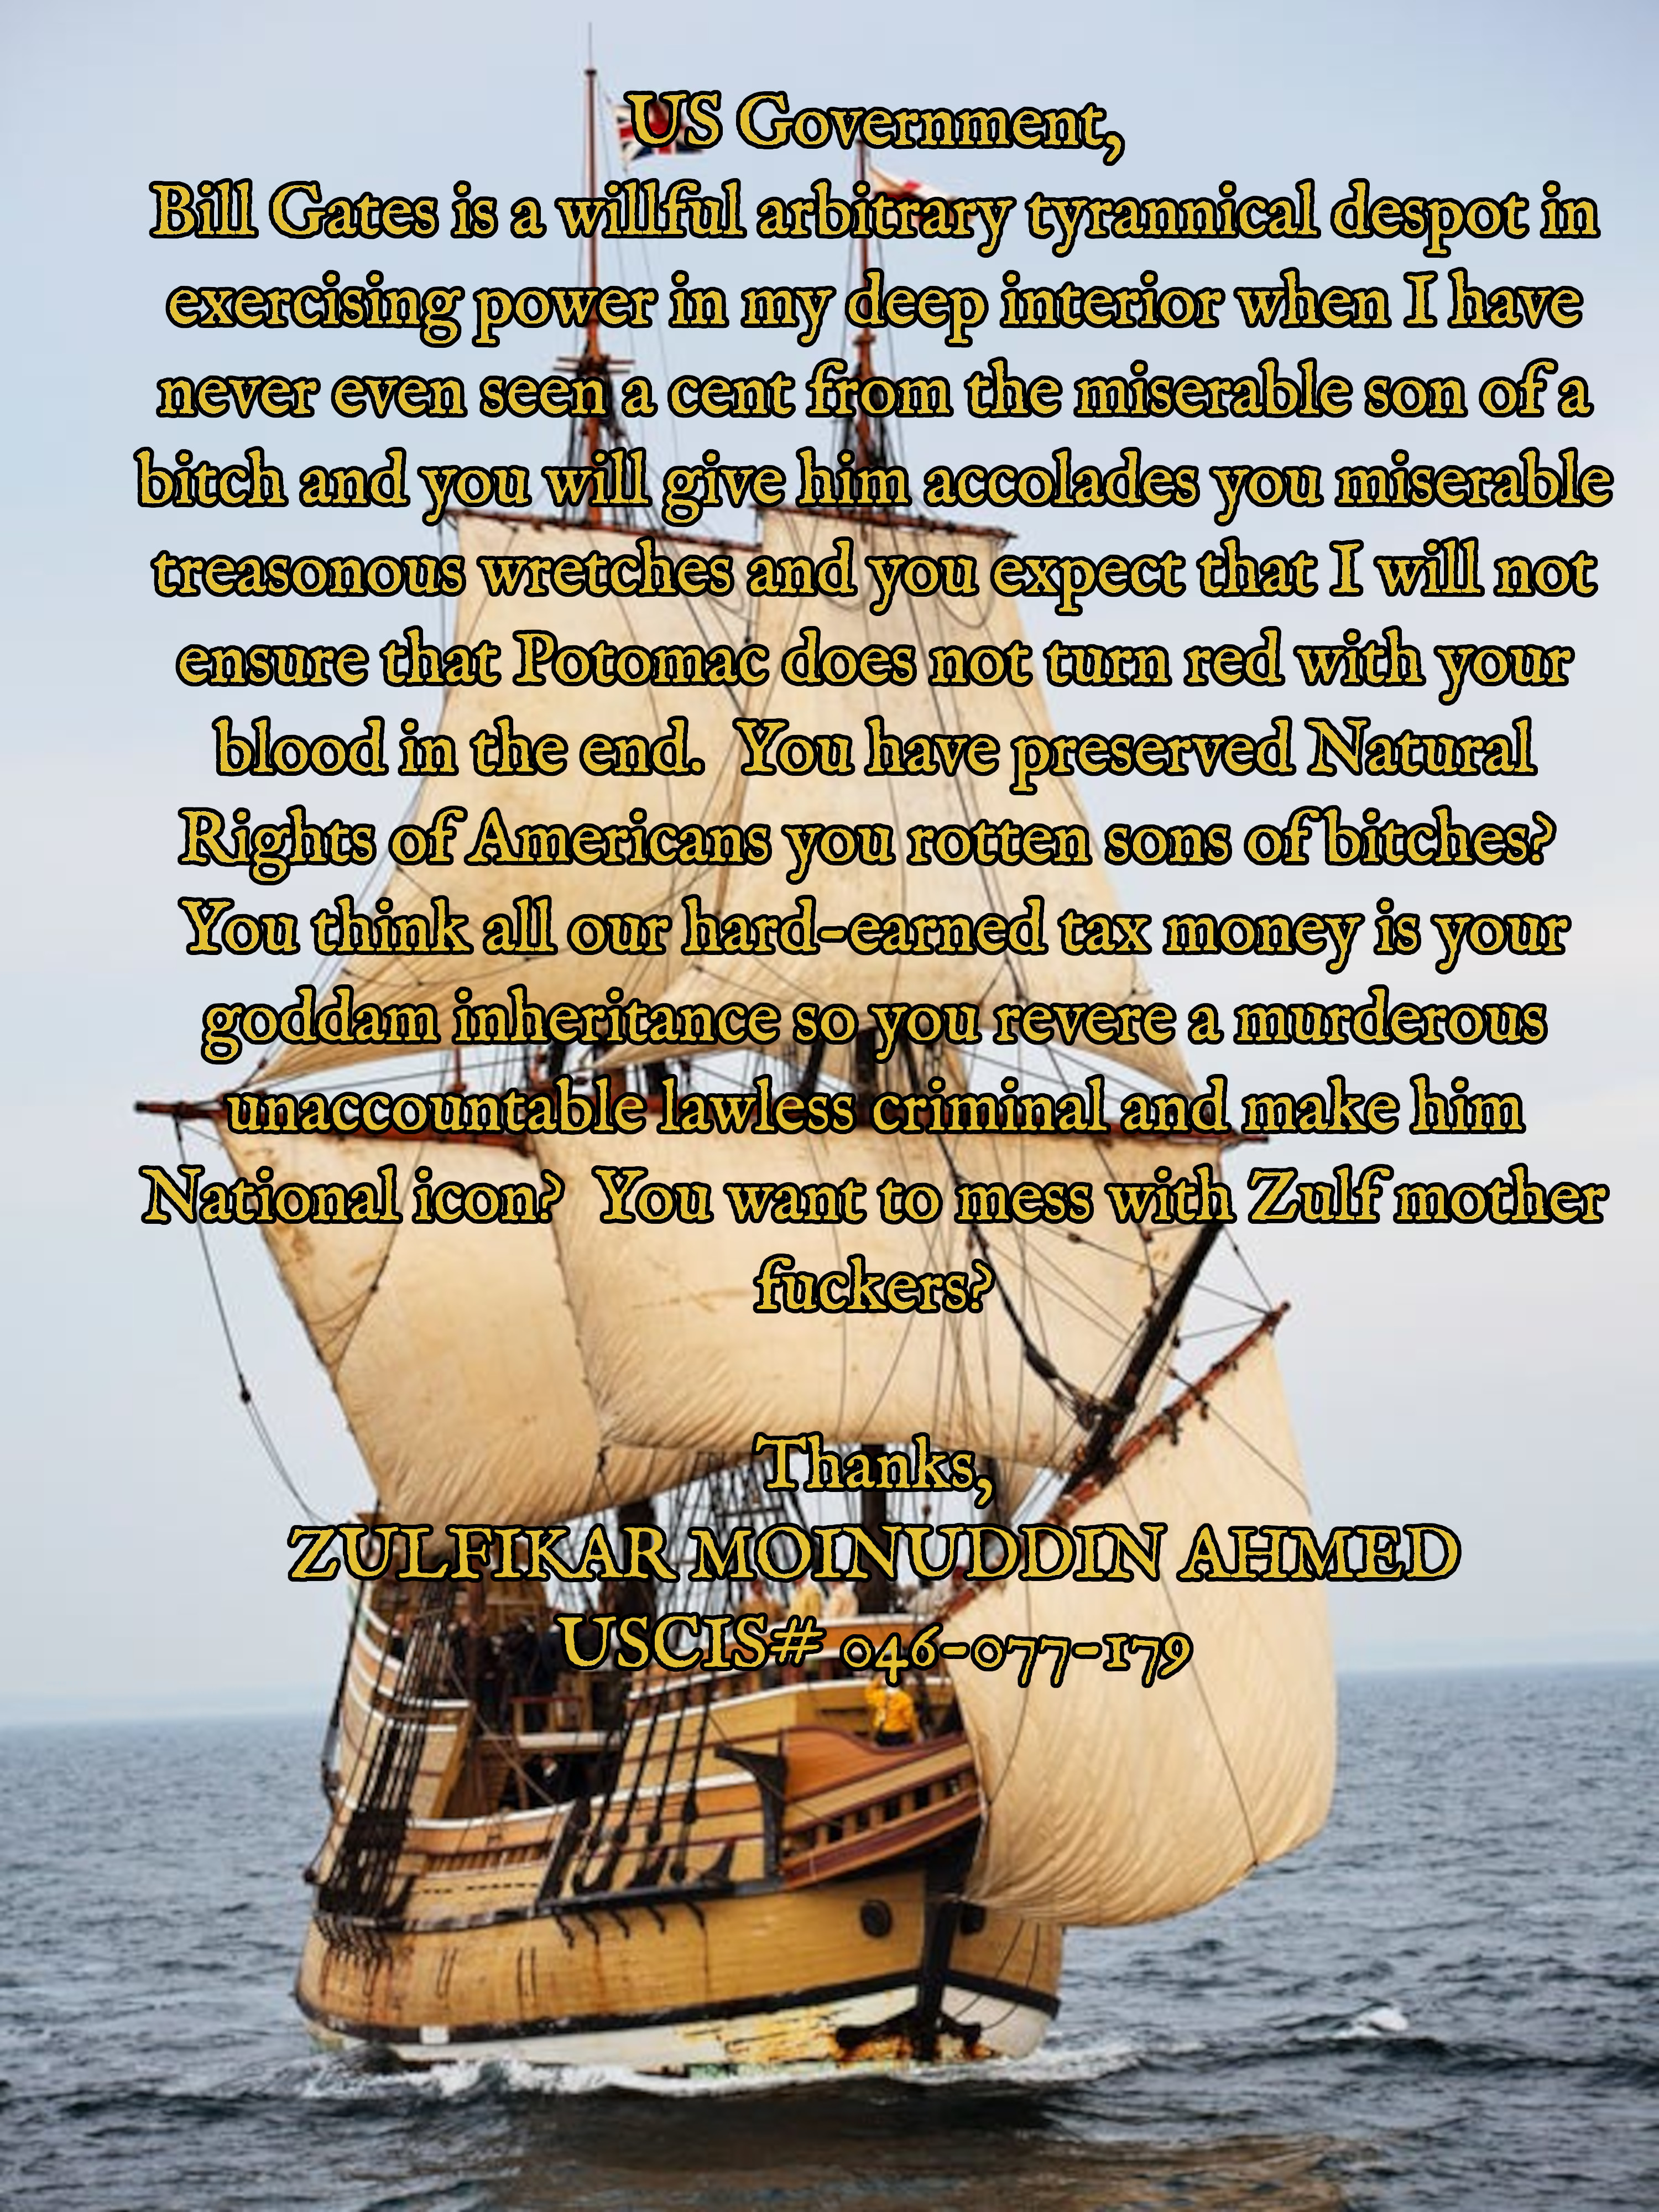 US Government,
Bill Gates is a willful arbitrary tyrannical despot in
exercising power in my deep interior when I have
never even seen a cent from the miserable son of a
bitch and you will give him accolades you miserable
treasonous wretches and you expect that I will not
ensure that Potomac does not turn red with your
blood in the end.  You have preserved Natural
Rights of Americans you rotten sons of bitches?
You think all our hard-earned tax money is your
goddam inheritance so you revere a murderous
unaccountable lawless criminal and make him
National icon?  You want to mess with Zulf mother
fuckers?
Thanks,
ZULFIKAR MOINUDDIN AHMED
USCIS# 046-077-179